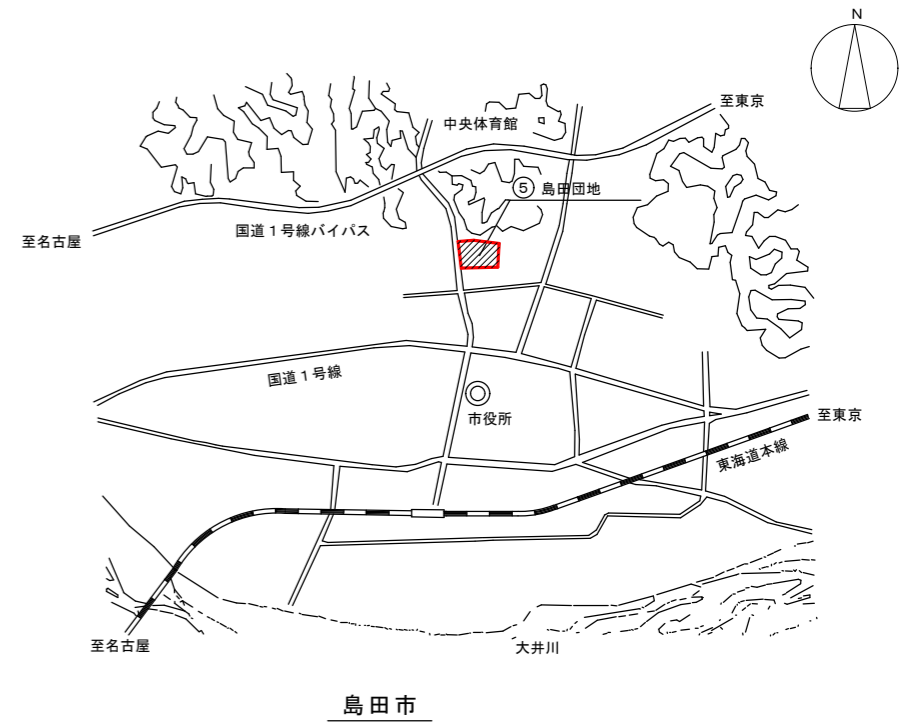 N
至東京
中央体育館
⑤ 島田団地
国道1号線バイパス
至名古屋
国道1号線
市役所
至東京
東海道本線
至名古屋
大井川
島田市